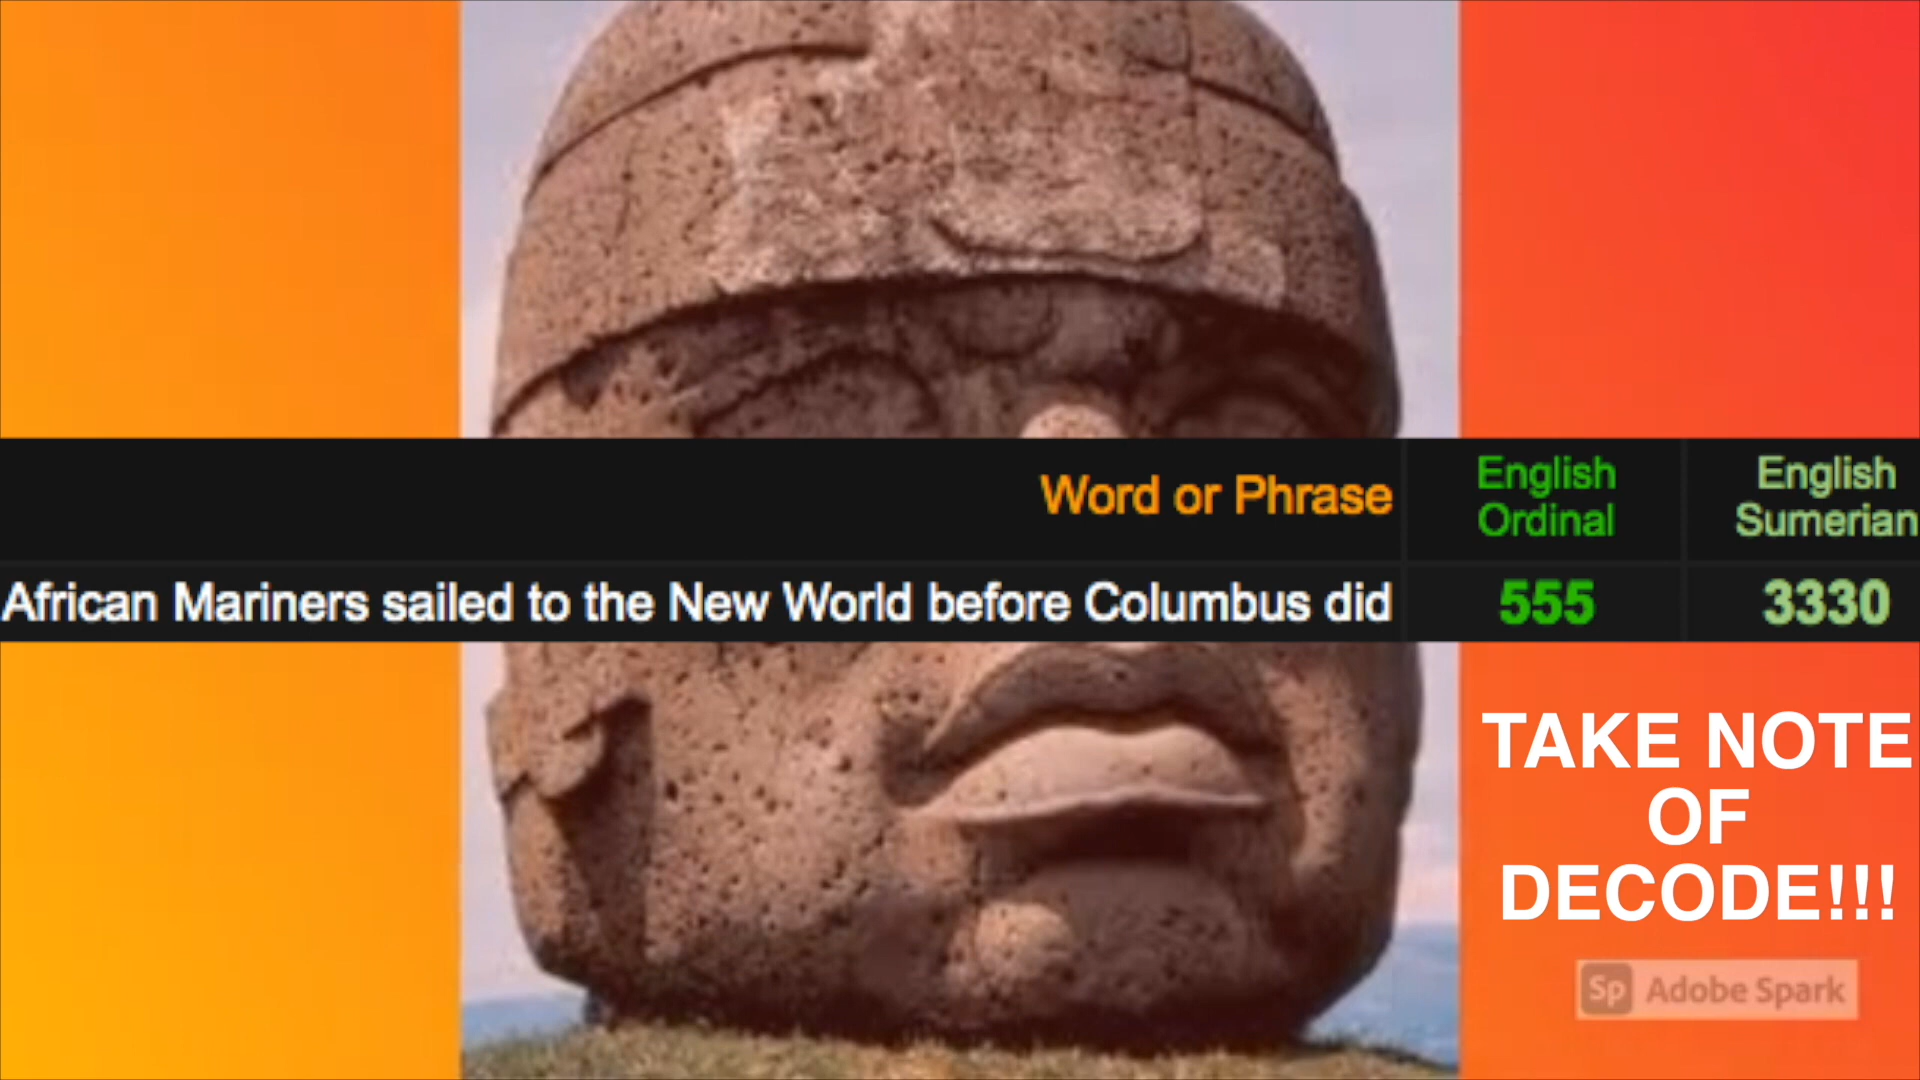 Word or Phrase
English
Ordinal
English
Sumerian
African Mariners sailed to the New World before Columbus did
555
3330
TAKE NOTE
OF
DECODE!!!
Sp Adobe Spark